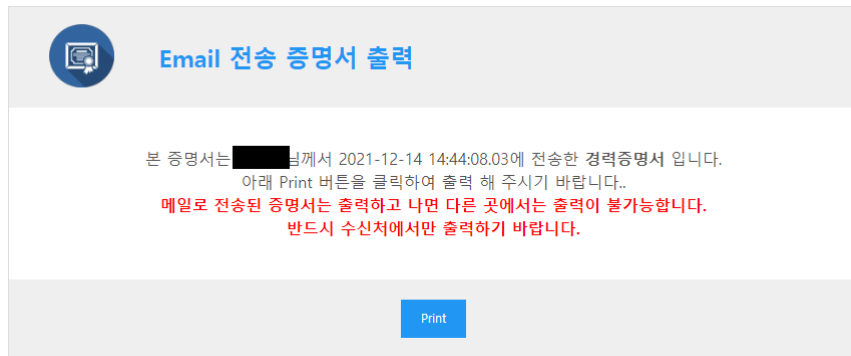 Email 전송 증명서 출력
본 증명서는 님께서 2021-12-14 14:44:08.03에 전송한 경력증명서 입니다.
아래 Print 버튼을 클릭하여 출력 해 주시기 바랍니다..
메일로 전송된 증명서는 출력하고 나면 다른 곳에서는 출력이 불가능합니다.
반드시 수신처에서만 출력하기 바랍니다.
Print